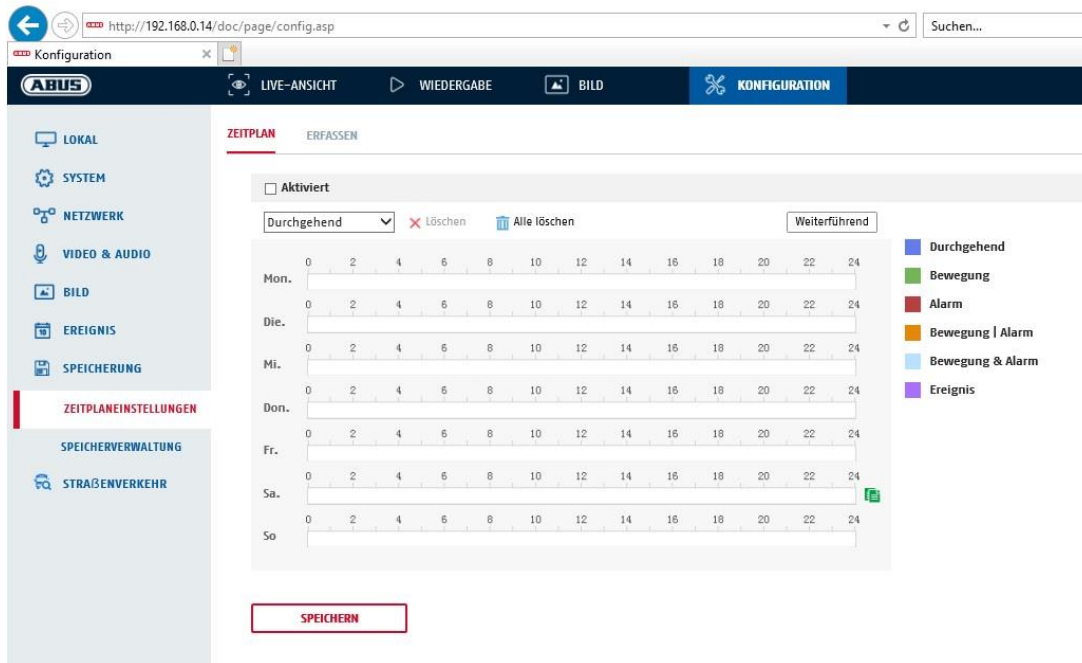 http://192.168.0.14/doc/page/config.asp
Suchen...
Konfiguration
ABUS
LIVE-ANSICHT WIEDERGABE BILD KONFIGURATION
LOKAL
SYSTEM
NETZWERK
VIDEO & AUDIO
BILD
EREIGNIS
SPEICHERUNG
ZEITPLANEINSTELLUNGEN
SPEICHERVERWALTUNG
STRAßENVERKEHR
ZEITPLAN ERFASSEN
Aktiviert
Durchgehend Löschen Alle löschen Weiterführend
0 2 4 6 8 10 12 14 16 18 20 22 24
Mon.
0 2 4 6 8 10 12 14 16 18 20 22 24
Die.
0 2 4 6 8 10 12 14 16 18 20 22 24
Mi.
0 2 4 6 8 10 12 14 16 18 20 22 24
Don.
0 2 4 6 8 10 12 14 16 18 20 22 24
Fr.
0 2 4 6 8 10 12 14 16 18 20 22 24
Sa.
0 2 4 6 8 10 12 14 16 18 20 22 24
So
Durchgehend
Bewegung
Alarm
Bewegung | Alarm
Bewegung & Alarm
Ereignis
SPEICHERN